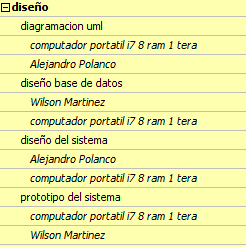 diseño
diagramacion uml
computador portatil i7 8 ram 1 tera
Alejandro Polanco
diseño base de datos
Wilson Martinez
computador portatil i7 8 ram 1 tera
diseño del sistema
Alejandro Polanco
computador portatil i7 8 ram 1 tera
prototipo del sistema
computador portatil i7 8 ram 1 tera
Wilson Martinez